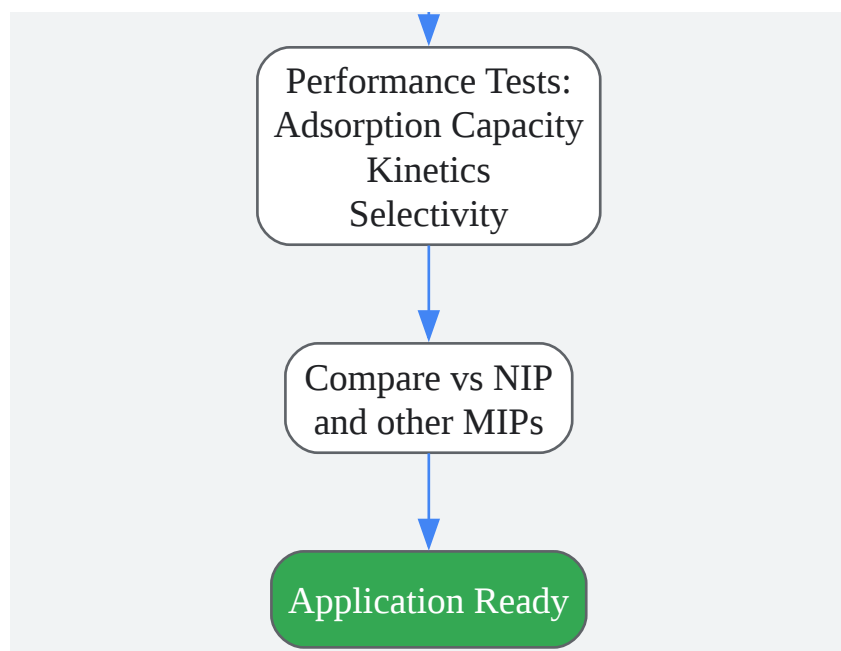 Performance Tests:
Adsorption Capacity
Kinetics
Selectivity
Compare vs NIP
and other MIPs
Application Ready